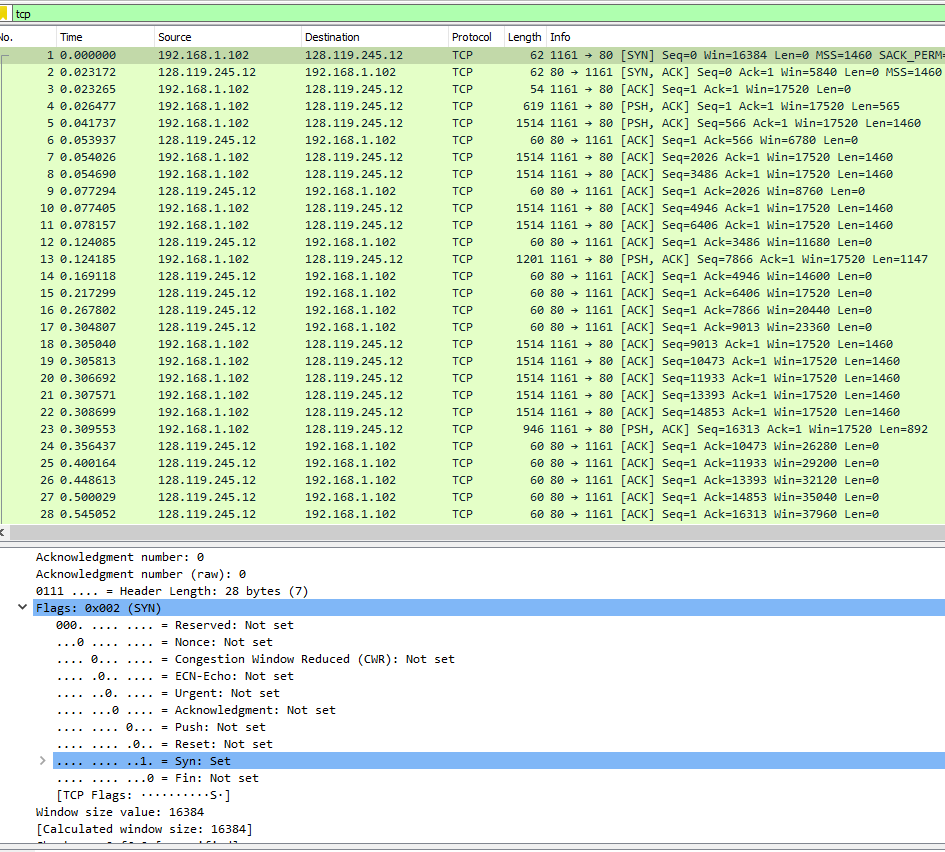 tcp
No. Time Source Destination Protocol Length Info
1 0.000000 192.168.1.102 128.119.245.12 TCP 62 1161 → 80 [SYN] Seq=0 Win=16384 Len=0 MSS=1460 SACK_PERM=
2 0.023172 128.119.245.12 192.168.1.102 TCP 62 80 → 1161 [SYN, ACK] Seq=0 Ack=1 Win=5840 Len=0 MSS=1460
3 0.023265 192.168.1.102 128.119.245.12 TCP 54 1161 → 80 [ACK] Seq=1 Ack=1 Win=17520 Len=0
4 0.026477 192.168.1.102 128.119.245.12 TCP 619 1161 → 80 [PSH, ACK] Seq=1 Ack=1 Win=17520 Len=565
5 0.041737 192.168.1.102 128.119.245.12 TCP 1514 1161 → 80 [PSH, ACK] Seq=566 Ack=1 Win=17520 Len=1460
6 0.053937 128.119.245.12 192.168.1.102 TCP 60 80 → 1161 [ACK] Seq=1 Ack=566 Win=6780 Len=0
7 0.054026 192.168.1.102 128.119.245.12 TCP 1514 1161 → 80 [ACK] Seq=2026 Ack=1 Win=17520 Len=1460
8 0.054690 192.168.1.102 128.119.245.12 TCP 1514 1161 → 80 [ACK] Seq=3486 Ack=1 Win=17520 Len=1460
9 0.077294 128.119.245.12 192.168.1.102 TCP 60 80 → 1161 [ACK] Seq=1 Ack=2026 Win=8760 Len=0
10 0.077405 192.168.1.102 128.119.245.12 TCP 1514 1161 → 80 [ACK] Seq=4946 Ack=1 Win=17520 Len=1460
11 0.078157 192.168.1.102 128.119.245.12 TCP 1514 1161 → 80 [ACK] Seq=6406 Ack=1 Win=17520 Len=1460
12 0.124085 128.119.245.12 192.168.1.102 TCP 60 80 → 1161 [ACK] Seq=1 Ack=3486 Win=11680 Len=0
13 0.124185 192.168.1.102 128.119.245.12 TCP 1201 1161 → 80 [PSH, ACK] Seq=7866 Ack=1 Win=17520 Len=1147
14 0.169118 128.119.245.12 192.168.1.102 TCP 60 80 → 1161 [ACK] Seq=1 Ack=4946 Win=14600 Len=0
15 0.217299 128.119.245.12 192.168.1.102 TCP 60 80 → 1161 [ACK] Seq=1 Ack=6406 Win=17520 Len=0
16 0.267802 128.119.245.12 192.168.1.102 TCP 60 80 → 1161 [ACK] Seq=1 Ack=7866 Win=20440 Len=0
17 0.304807 128.119.245.12 192.168.1.102 TCP 60 80 → 1161 [ACK] Seq=1 Ack=9013 Win=23360 Len=0
18 0.305040 192.168.1.102 128.119.245.12 TCP 1514 1161 → 80 [ACK] Seq=9013 Ack=1 Win=17520 Len=1460
19 0.305813 192.168.1.102 128.119.245.12 TCP 1514 1161 → 80 [ACK] Seq=10473 Ack=1 Win=17520 Len=1460
20 0.306692 192.168.1.102 128.119.245.12 TCP 1514 1161 → 80 [ACK] Seq=11933 Ack=1 Win=17520 Len=1460
21 0.307571 192.168.1.102 128.119.245.12 TCP 1514 1161 → 80 [ACK] Seq=13393 Ack=1 Win=17520 Len=1460
22 0.308699 192.168.1.102 128.119.245.12 TCP 1514 1161 → 80 [ACK] Seq=14853 Ack=1 Win=17520 Len=1460
23 0.309553 192.168.1.102 128.119.245.12 TCP 946 1161 → 80 [PSH, ACK] Seq=16313 Ack=1 Win=17520 Len=892
24 0.356437 128.119.245.12 192.168.1.102 TCP 60 80 → 1161 [ACK] Seq=1 Ack=10473 Win=26280 Len=0
25 0.400164 128.119.245.12 192.168.1.102 TCP 60 80 → 1161 [ACK] Seq=1 Ack=11933 Win=29200 Len=0
26 0.448613 128.119.245.12 192.168.1.102 TCP 60 80 → 1161 [ACK] Seq=1 Ack=13393 Win=32120 Len=0
27 0.500029 128.119.245.12 192.168.1.102 TCP 60 80 → 1161 [ACK] Seq=1 Ack=14853 Win=35040 Len=0
28 0.545052 128.119.245.12 192.168.1.102 TCP 60 80 → 1161 [ACK] Seq=1 Ack=16313 Win=37960 Len=0
Acknowledgment number: 0
Acknowledgment number (raw): 0
0111 .... = Header Length: 28 bytes (7)
Flags: 0x002 (SYN)
000. .... .... = Reserved: Not set
...0 .... .... = Nonce: Not set
.... 0... .... = Congestion Window Reduced (CWR): Not set
.... .0.. .... = ECN-Echo: Not set
.... ..0. .... = Urgent: Not set
.... ...0 .... = Acknowledgment: Not set
.... .... 0... = Push: Not set
.... .... .0.. = Reset: Not set
.... .... ..1. = Syn: Set
.... .... ...0 = Fin: Not set
[TCP Flags: ··········S·]
Window size value: 16384
[Calculated window size: 16384]